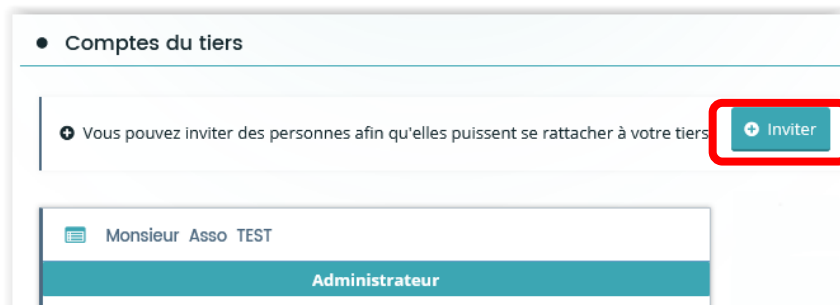 Comptes du tiers
Vous pouvez inviter des personnes afin qu'elles puissent se rattacher à votre tiers
Inviter
Monsieur Asso TEST
Administrateur